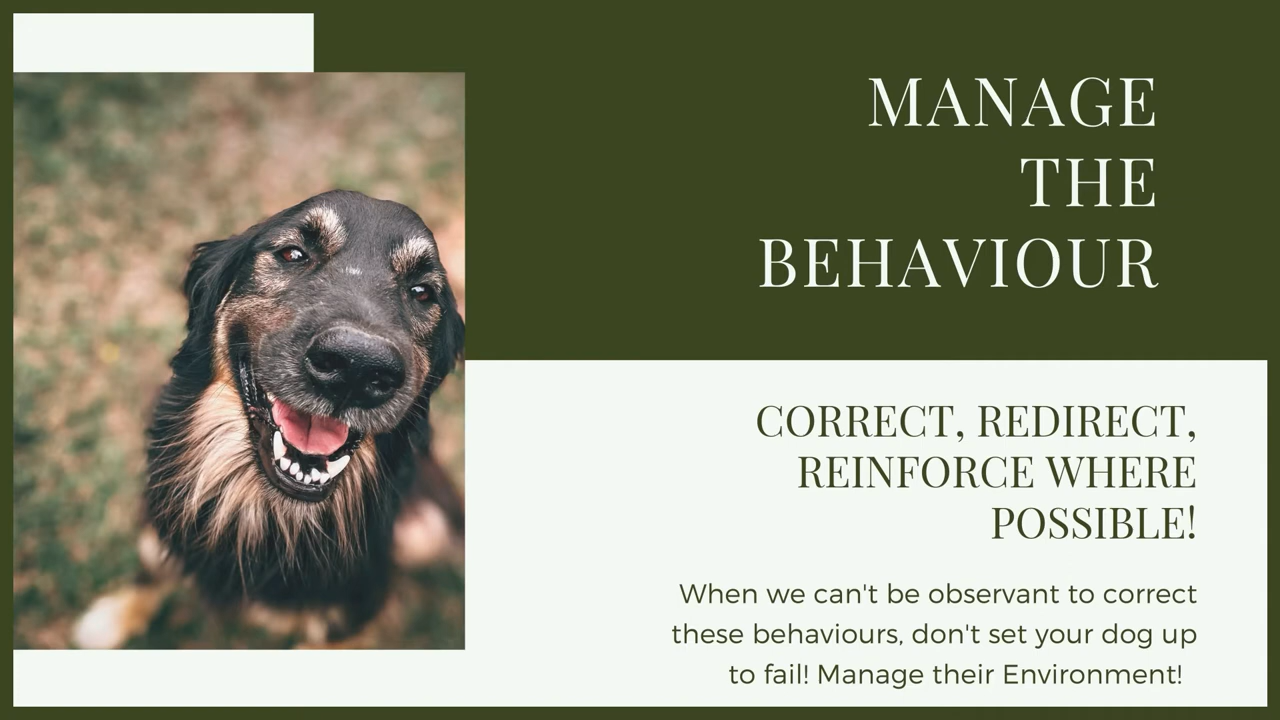 MANAGE
THE
BEHAVIOUR
CORRECT, REDIRECT,
REINFORCE WHERE
POSSIBLE!
When we can't be observant to correct
these behaviours, don't set your dog up
to fail! Manage their Environment!